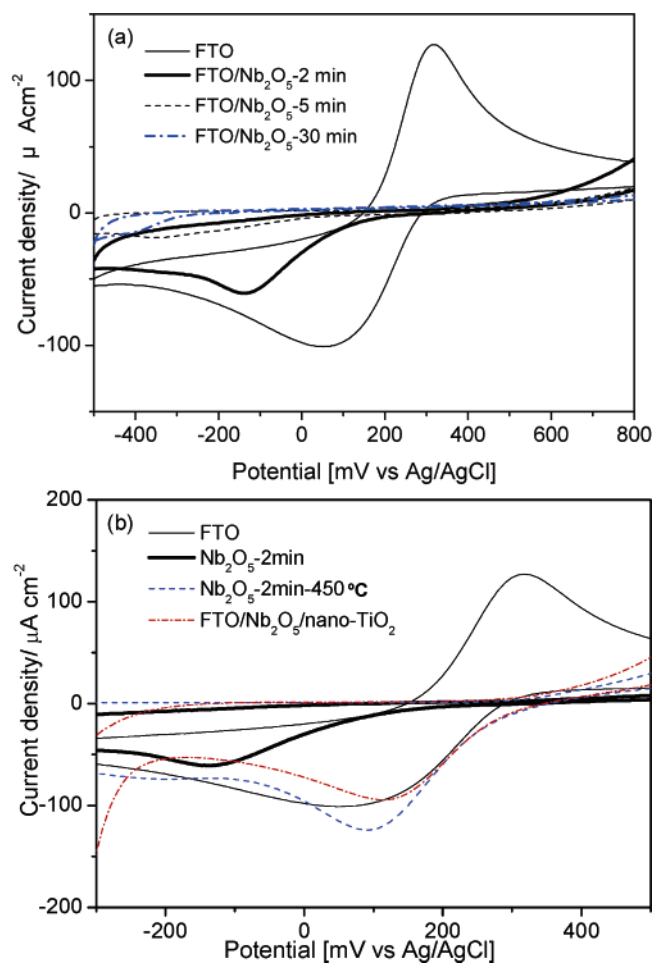 (a)
FTO
FTO/Nb₂O₅-2 min
FTO/Nb₂O₅-5 min
FTO/Nb₂O₅-30 min
Current density/ μ Acm⁻²
100
0
-100
-400 -200 0 200 400 600 800
Potential [mV vs Ag/AgCl]
(b)
FTO
Nb₂O₅-2min
Nb₂O₅-2min-450 ºC
FTO/Nb₂O₅/nano-TiO₂
Current density/ μA cm⁻²
200
100
0
-100
-200
-200 0 200 400
Potential [mV vs Ag/AgCl]